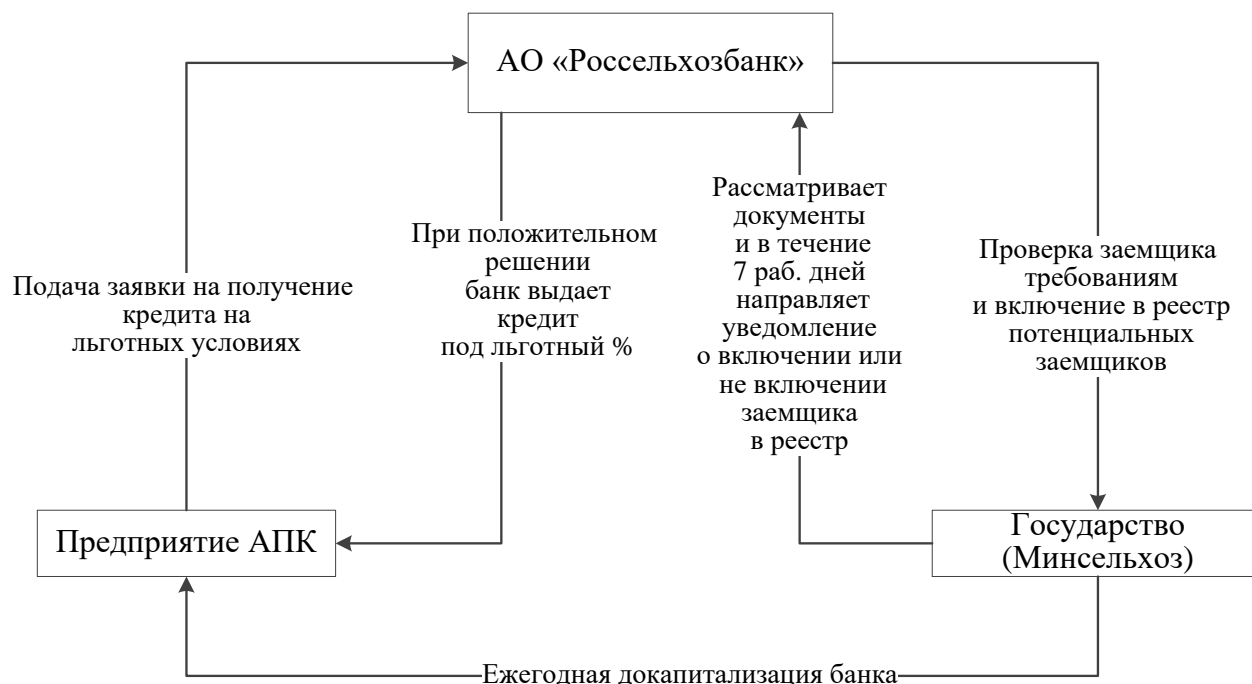 АО «Россельхозбанк»
Подача заявки на получение
кредита на
льготных условиях
При положительном
решении
банк выдает
кредит
под льготный %
Рассматривает
документы
и в течение
7 раб. дней
направляет
уведомление
о включении или
не включении
заемщика
в реестр
Проверка заемщика
требованиям
и включение в реестр
потенциальных
заемщиков
Предприятие АПК
Государство
(Минсельхоз)
Ежегодная докапитализация банка